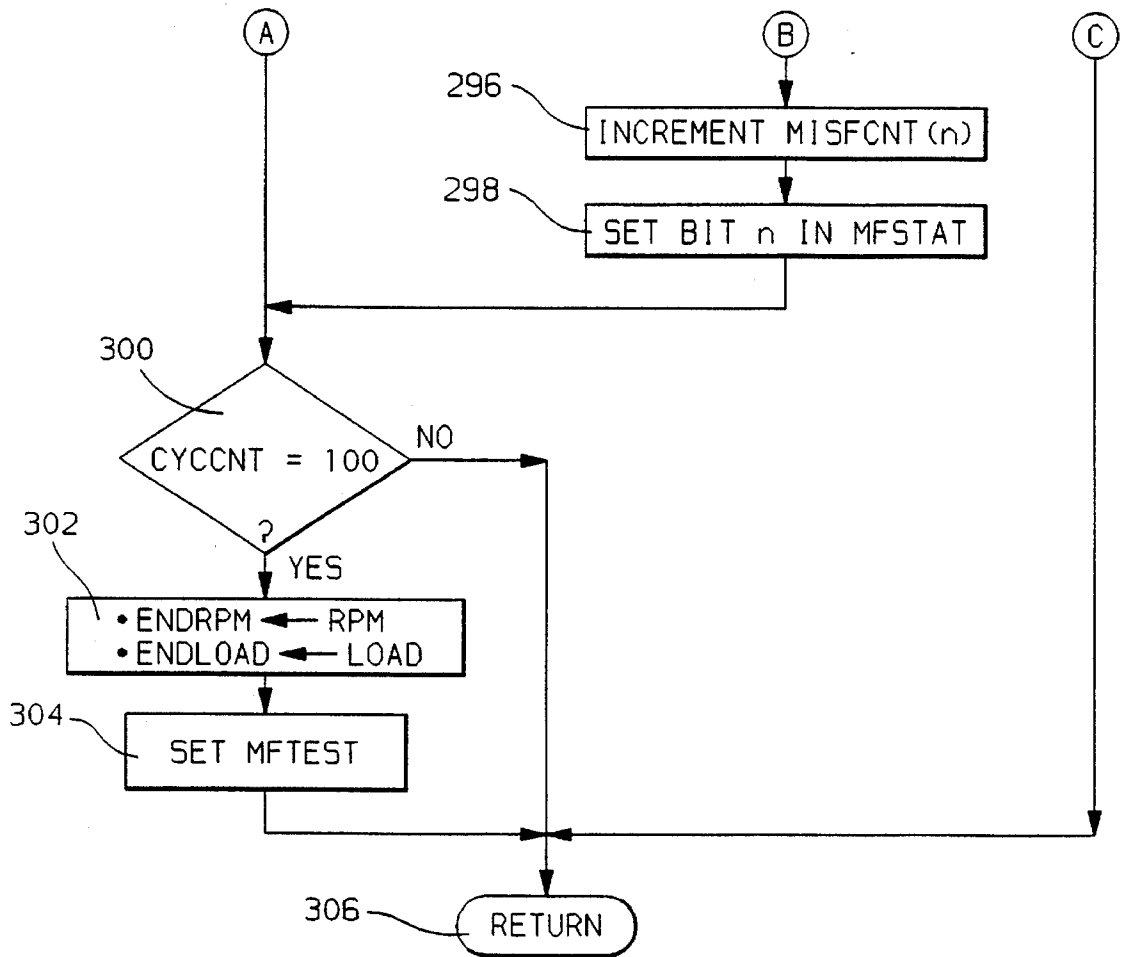 A B C
296
INCREMENT MISFCNT(n)
298
SET BIT n IN MFSTAT
300
CYCCNT = 100
?
NO
YES
302
• ENDRPM ← RPM
• ENDLOAD ← LOAD
304
SET MFTEST
306
RETURN